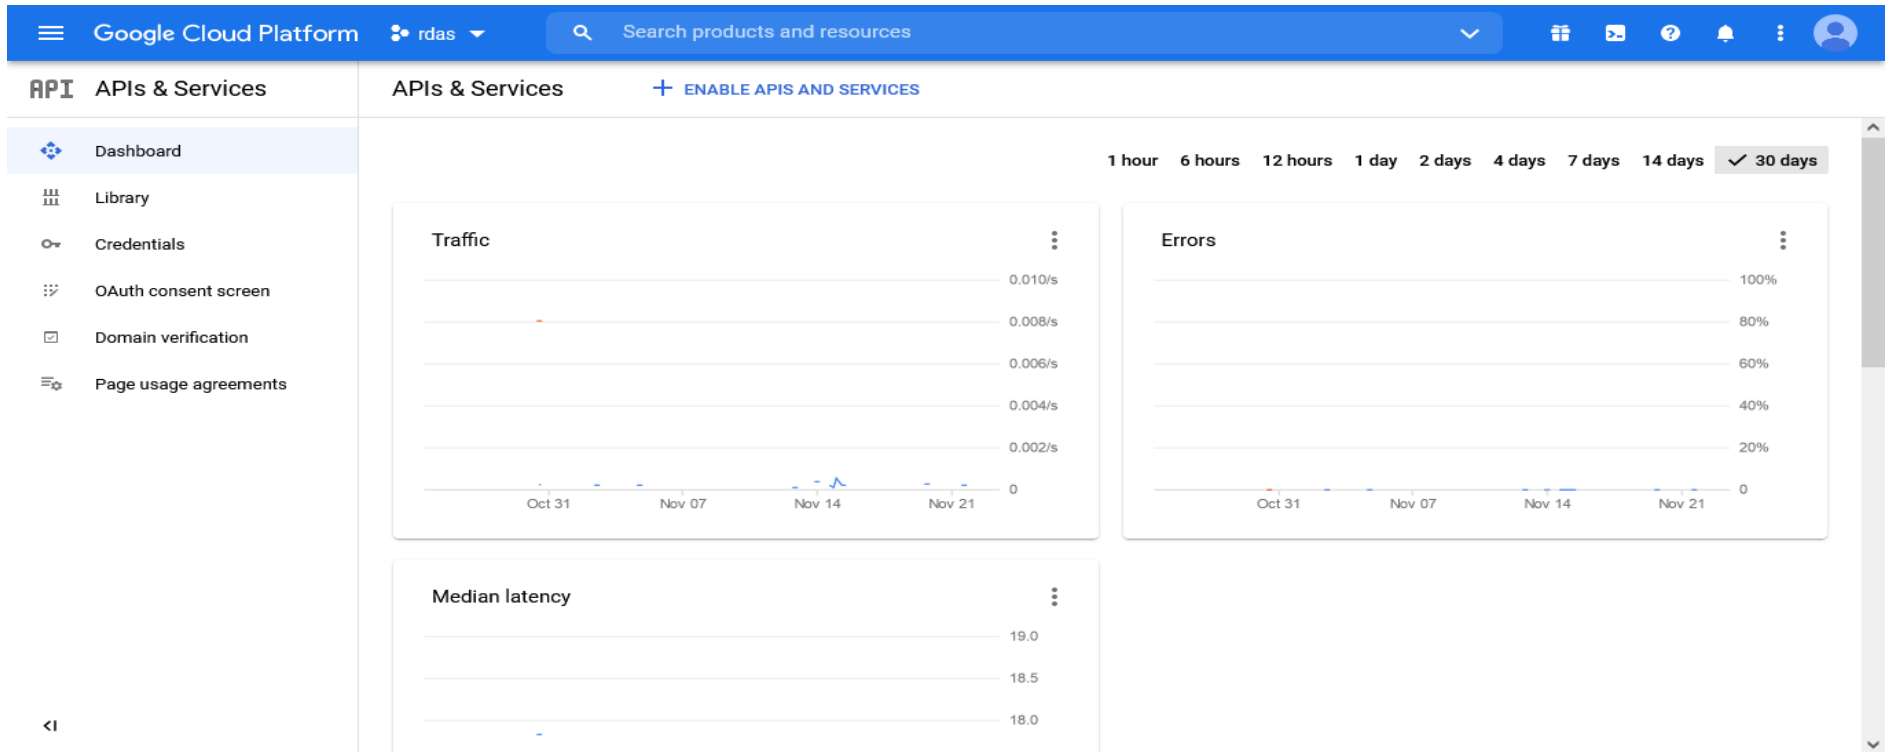 Google Cloud Platform rdas Search products and resources
API APIs & Services
APIs & Services + ENABLE APIS AND SERVICES
Dashboard
Library
Credentials
OAuth consent screen
Domain verification
Page usage agreements
1 hour 6 hours 12 hours 1 day 2 days 4 days 7 days 14 days 30 days
Traffic
0.010/s
0.008/s
0.006/s
0.004/s
0.002/s
0
Oct 31 Nov 07 Nov 14 Nov 21
Errors
100%
80%
60%
40%
20%
0
Oct 31 Nov 07 Nov 14 Nov 21
Median latency
19.0
18.5
18.0